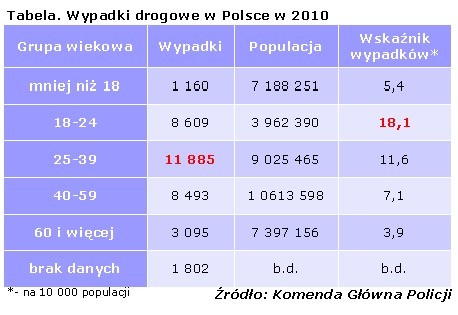 Tabela. Wypadki drogowe w Polsce w 2010
Grupa wiekowa Wypadki Populacja Wskaźnik wypadków*
mniej niż 18 1 160 7 188 251 5,4
18-24 8 609 3 962 390 18,1
25-39 11 885 9 025 465 11,6
40-59 8 493 1 0613 598 7,1
60 i więcej 3 095 7 397 156 3,9
brak danych 1 802 b.d. b.d.
*- na 10 000 populacji Źródło: Komenda Główna Policji